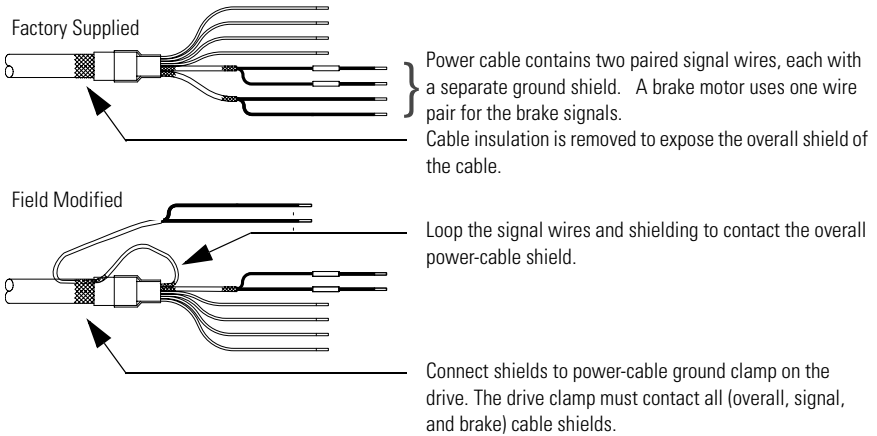 Factory Supplied
Power cable contains two paired signal wires, each with
a separate ground shield.   A brake motor uses one wire
pair for the brake signals.
Cable insulation is removed to expose the overall shield of
the cable.
Field Modified
Loop the signal wires and shielding to contact the overall
power-cable shield.
Connect shields to power-cable ground clamp on the
drive. The drive clamp must contact all (overall, signal,
and brake) cable shields.